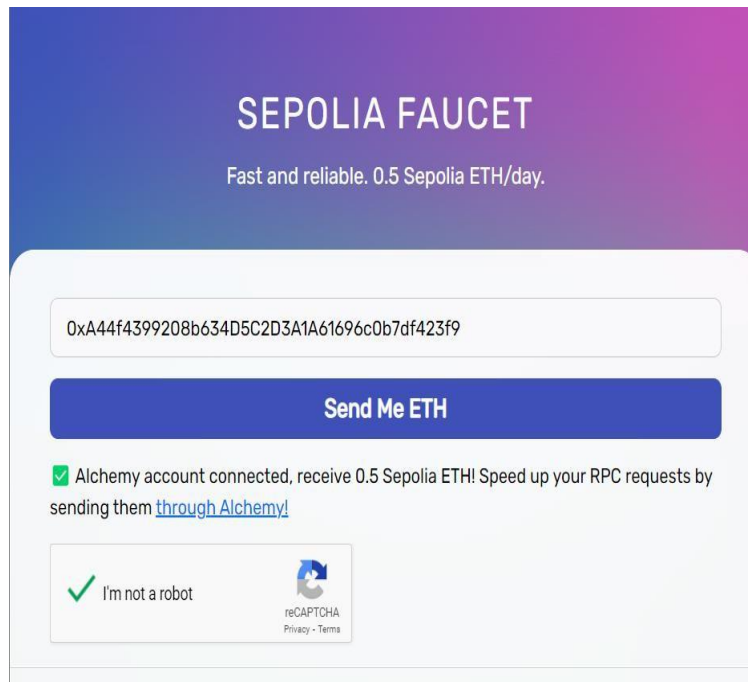 SEPOLIA FAUCET
Fast and reliable. 0.5 Sepolia ETH/day.
0xA44f4399208b634D5C2D3A1A61696c0b7df423f9
Send Me ETH
✅ Alchemy account connected, receive 0.5 Sepolia ETH! Speed up your RPC requests by
sending them through Alchemy!
I'm not a robot
reCAPTCHA
Privacy - Terms